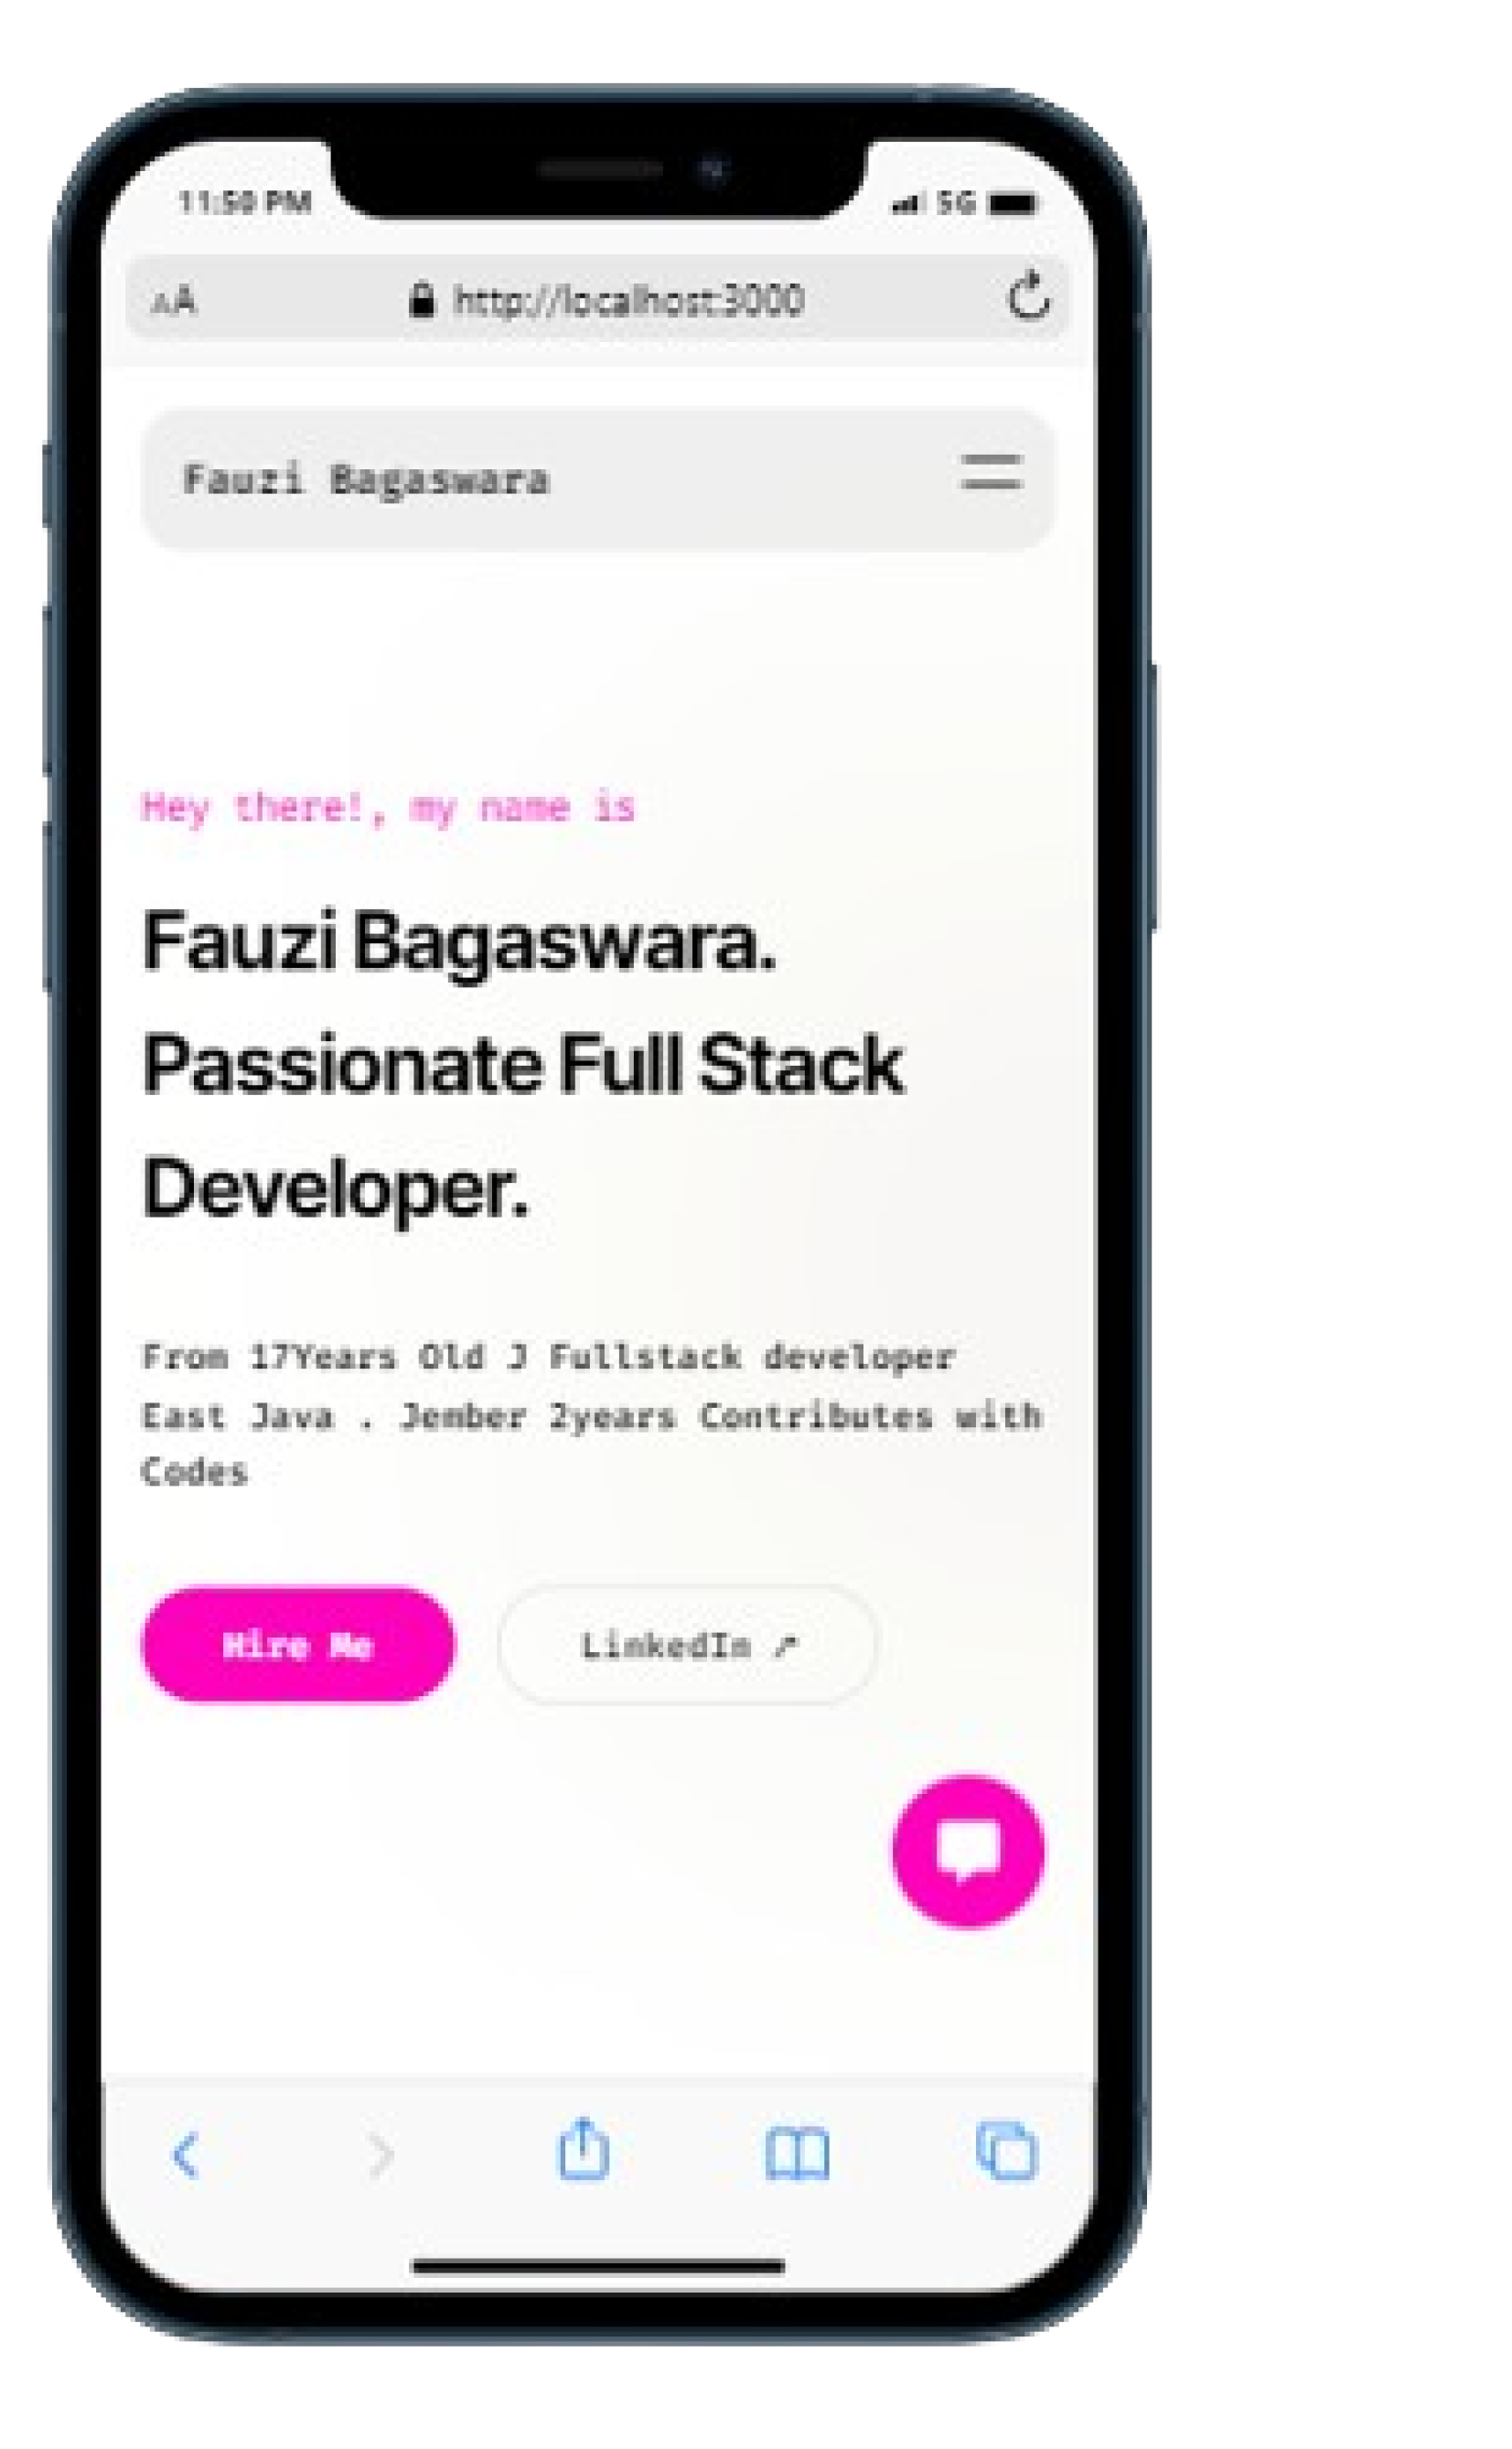 11:50 PM
5G
AA
http://localhost:3000
Fauzi Bagaswara
Hey there!, my name is
Fauzi Bagaswara.
Passionate Full Stack
Developer.
From 17Years Old J Fullstack developer
East Java . Jember 2years Contributes with
Codes
Hire Me
LinkedIn ↗